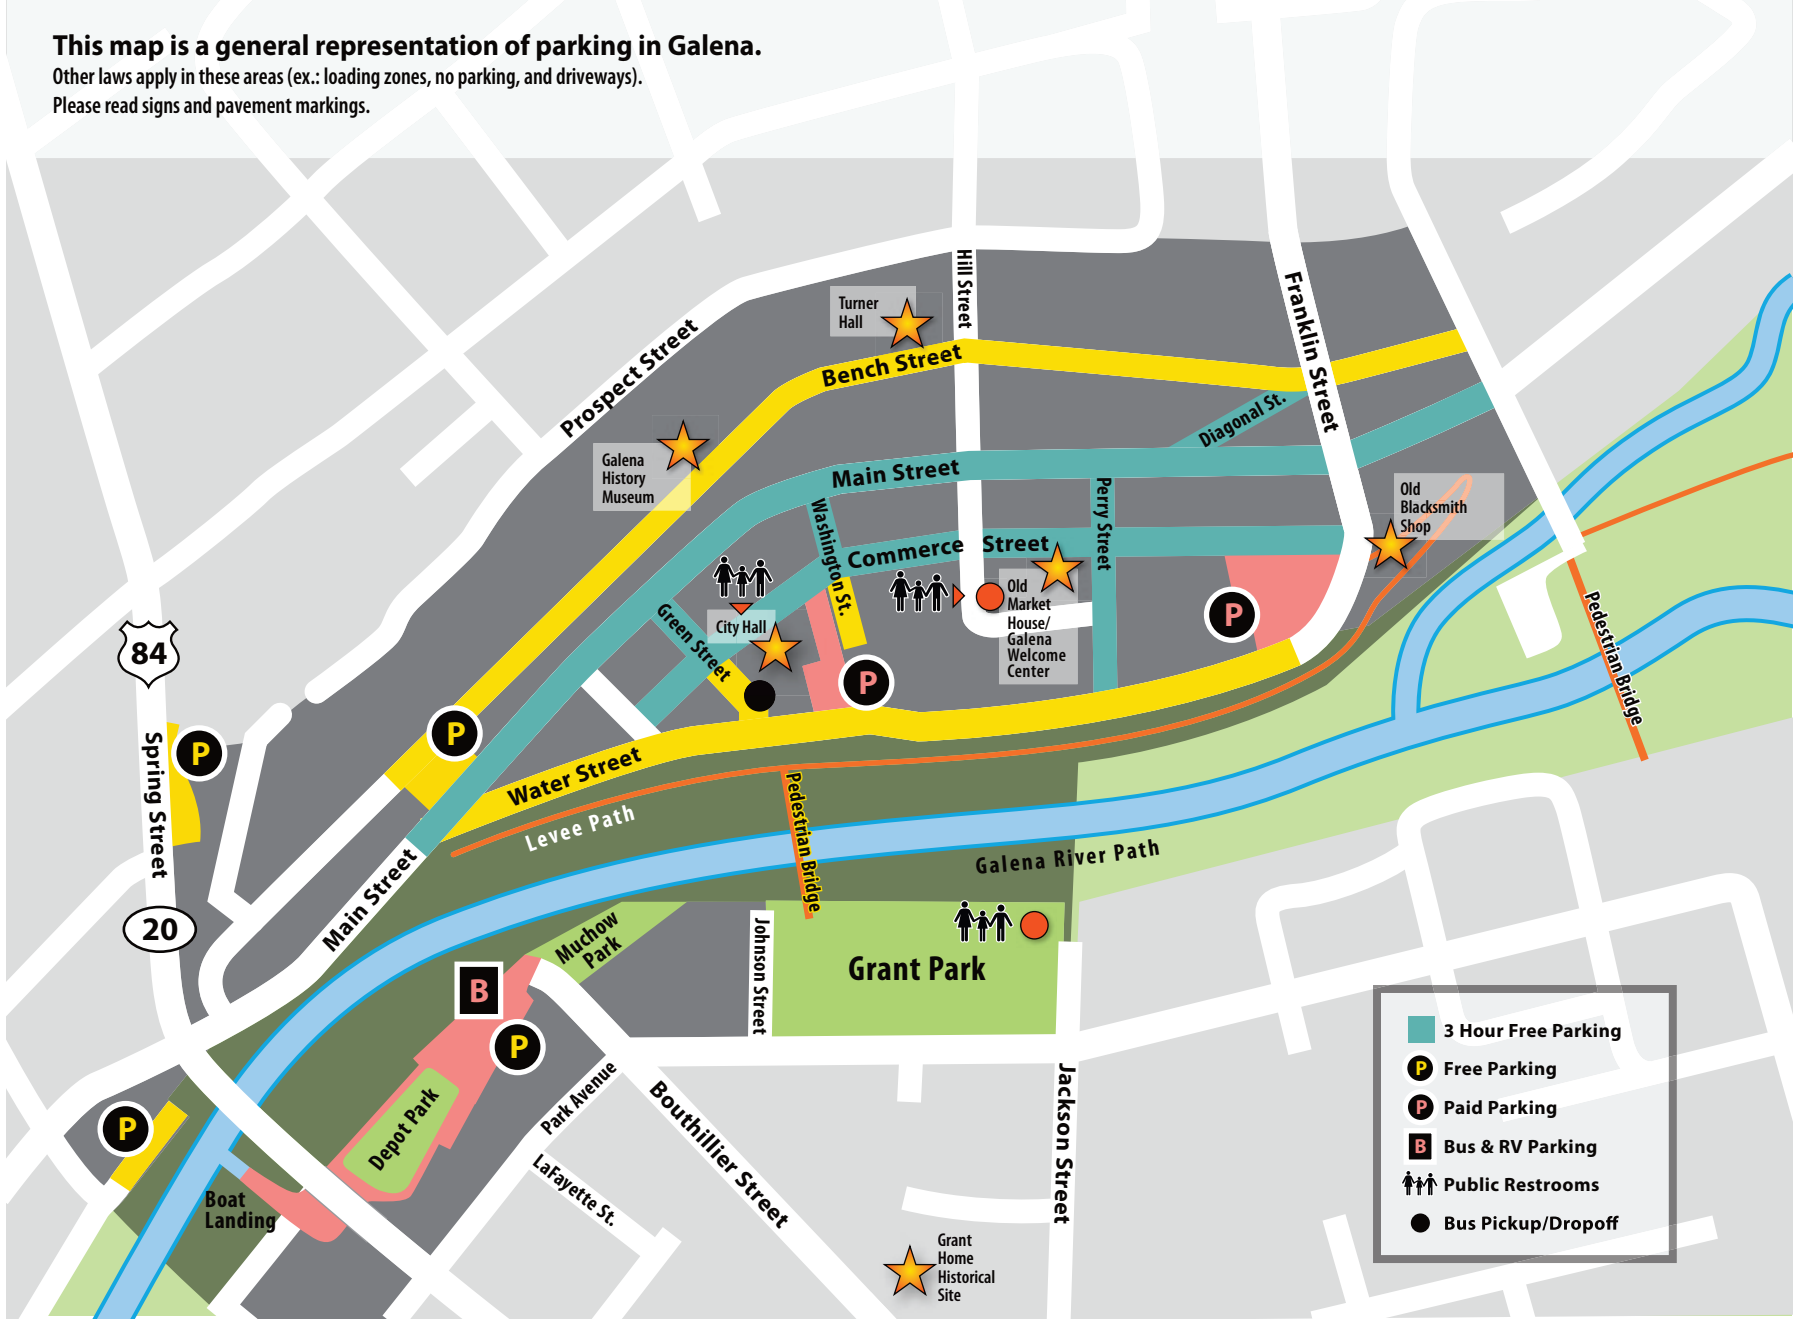 This map is a general representation of parking in Galena.
Other laws apply in these areas (ex.: loading zones, no parking, and driveways).
Please read signs and pavement markings.
Hill Street
Franklin Street
Turner
Hall
Prospect Street
Bench Street
Diagonal St.
Galena
History
Museum
Main Street
Washington St.
Perry Street
Old
Blacksmith
Shop
Commerce Street
Old
Market
House/
Galena
Welcome
Center
Green Street
City Hall
P
P
P
P
84
Spring Street
Pedestrian Bridge
Water Street
Levee Path
Pedestrian Bridge
Galena River Path
Main Street
20
Muchow
Park
Johnson Street
Grant Park
B
P
Depot Park
Park Avenue
Bouthillier Street
Jackson Street
LaFayette St.
P
Boat
Landing
Grant
Home
Historical
Site
3 Hour Free Parking
P Free Parking
P Paid Parking
B Bus & RV Parking
Public Restrooms
Bus Pickup/Dropoff